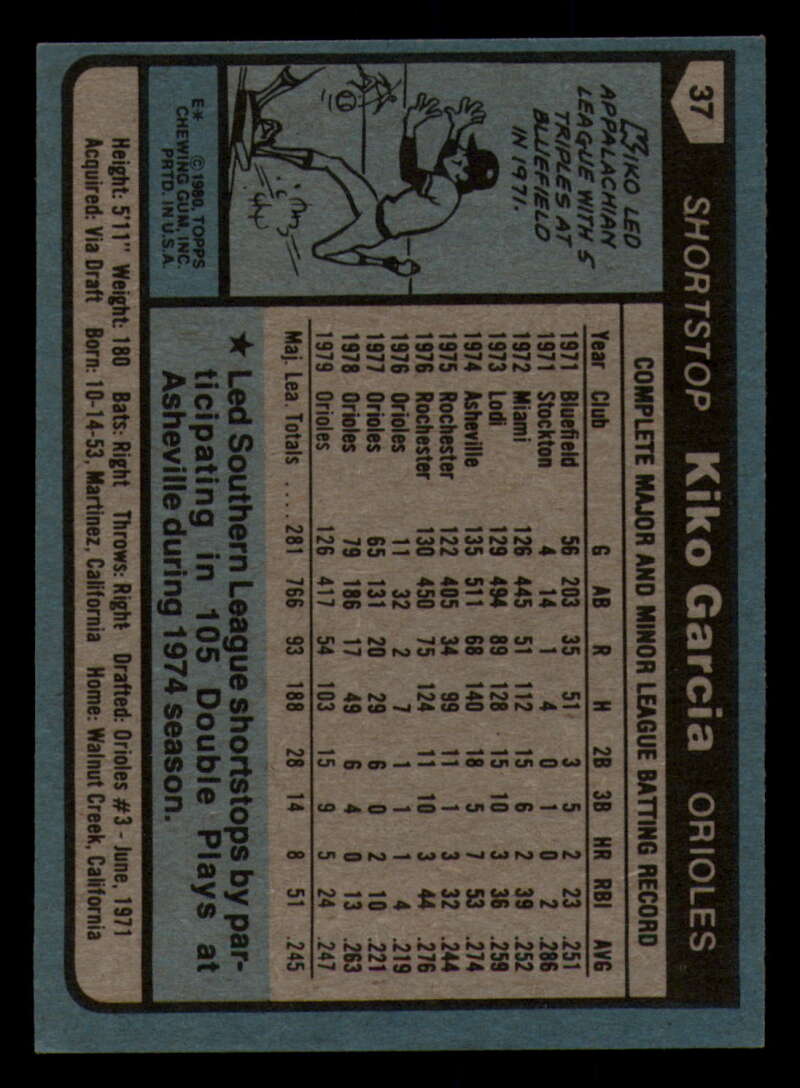 37
SHORTSTOP Kiko Garcia ORIOLES
KIKO LED
APPALACHIAN
LEAGUE WITH 5
TRIPLES AT
BLUEFIELD
IN 1971.
E* © 1980, TOPPS
CHEWING GUM, INC.
PRTD. IN U.S.A.
COMPLETE MAJOR AND MINOR LEAGUE BATTING RECORD
Year Club G AB R H 2B 3B HR RBI AVG
1971 Bluefield 56 203 35 51 3 5 2 23 .251
1971 Stockton 4 14 1 4 0 1 0 2 .286
1972 Miami 126 445 51 112 15 6 2 39 .252
1973 Lodi 129 494 89 128 15 10 3 36 .259
1974 Asheville 135 511 68 140 18 5 7 53 .274
1975 Rochester 122 405 34 99 11 1 3 32 .244
1976 Rochester 130 450 75 124 11 10 3 44 .276
1976 Orioles 11 32 2 7 1 1 1 4 .219
1977 Orioles 65 131 20 29 6 0 2 10 .221
1978 Orioles 79 186 17 49 6 4 0 13 .263
1979 Orioles 126 417 54 103 15 9 5 24 .247
Maj. Lea. Totals .... 281 766 93 188 28 14 8 51 .245
★ Led Southern League shortstops by par-
ticipating in 105 Double Plays at
Asheville during 1974 season.
Height: 5'11" Weight: 180 Bats: Right Throws: Right Drafted: Orioles #3 - June, 1971
Acquired: Via Draft Born: 10-14-53, Martinez, California Home: Walnut Creek, California